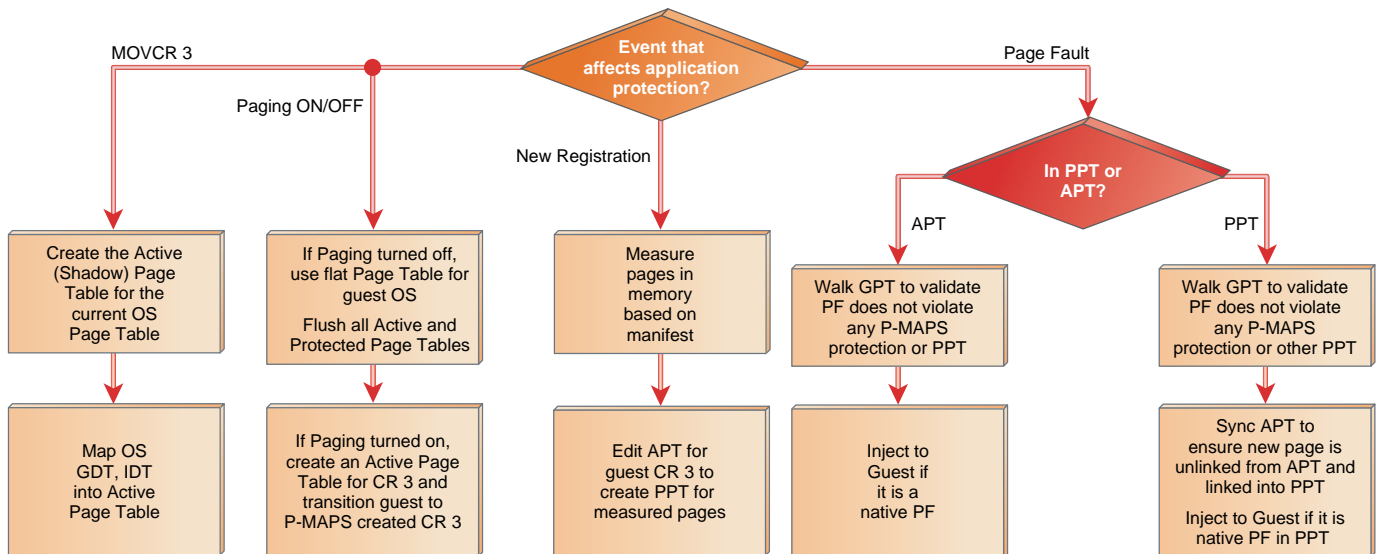 MOVCR 3
Event that
affects application
protection?
Page Fault
Paging ON/OFF
New Registration
In PPT or
APT?
APT
PPT
Create the Active
(Shadow) Page
Table for the
current OS
Page Table
If Paging turned off,
use flat Page Table for
guest OS
Flush all Active and
Protected Page Tables
Measure
pages in
memory
based on
manifest
Walk GPT to validate
PF does not violate
any P-MAPS
protection or PPT
Walk GPT to validate
PF does not violate
any P-MAPS
protection or other PPT
Map OS
GDT, IDT
into Active
Page Table
If Paging turned on,
create an Active Page
Table for CR 3 and
transition guest to
P-MAPS created CR 3
Edit APT for
guest CR 3 to
create PPT for
measured pages
Inject to
Guest if
it is a
native PF
Sync APT to
ensure new page is
unlinked from APT and
linked into PPT
Inject to Guest if it is
native PF in PPT